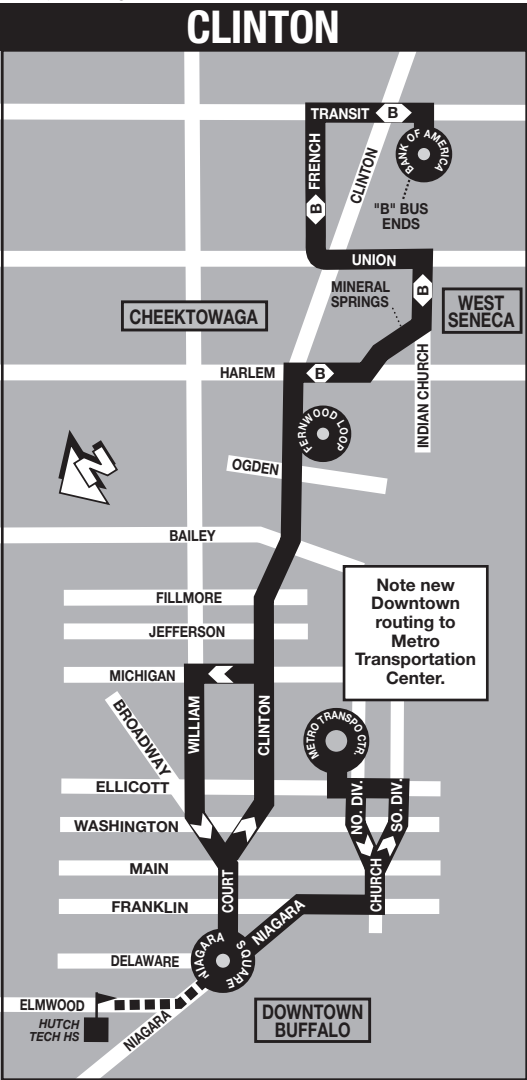 CLINTON
TRANSIT
B
BANK OF AMERICA
FRENCH
CLINTON
B
"B" BUS
ENDS
UNION
MINERAL
SPRINGS
B
WEST
SENECA
CHEEKTOWAGA
HARLEM
B
INDIAN CHURCH
FERNWOOD LOOP
OGDEN
N
BAILEY
Note new
Downtown
routing to
Metro
Transportation
Center.
FILLMORE
JEFFERSON
MICHIGAN
BROADWAY
WILLIAM
CLINTON
METRO TRANSPO CTR.
ELLICOTT
NO. DIV.
SO. DIV.
WASHINGTON
MAIN
COURT
CHURCH
FRANKLIN
NIAGARA
DELAWARE
NIAGARA
SQUARE
ELMWOOD
HUTCH
TECH HS
NIAGARA
DOWNTOWN
BUFFALO